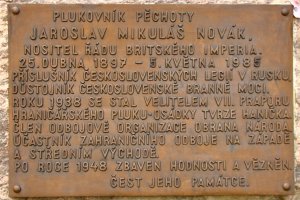 PLUKOVNÍK PĚCHOTY
JAROSLAV MIKULÁŠ NOVÁK,
NOSITEL ŘÁDU BRITSKÉHO IMPERIA.
25.DUBNA 1897 - 5.KVĚTNA 1985
PŘÍSLUŠNÍK ČESKOSLOVENSKÝCH LEGIÍ V RUSKU,
DŮSTOJNÍK ČESKOSLOVENSKÉ BRANNÉ MOCI.
ROKU 1938 SE STAL VELITELEM VII. PRAPORU
HRANIČÁŘSKÉHO PLUKU-OSÁDKY TVRZE HANIČKA.
ČLEN ODBOJOVÉ ORGANIZACE OBRANA NÁRODA,
ÚČASTNÍK ZAHRANIČNÍHO ODBOJE NA ZÁPADĚ
A STŘEDNÍM VÝCHODĚ.
PO ROCE 1948 ZBAVEN HODNOSTI A VĚZNĚN.
ČEST JEHO PAMÁTCE.